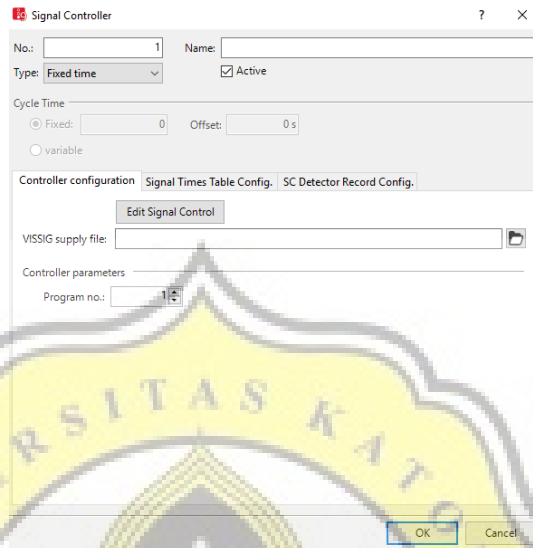 Signal Controller ? ×
No.: 1 Name:
Type: Fixed time Active
Cycle Time
Fixed: 0 Offset: 0 s
variable
Controller configuration Signal Times Table Config. SC Detector Record Config.
Edit Signal Control
VISSIG supply file:
Controller parameters
Program no.: 1
RSITAS KATO
OK Cancel